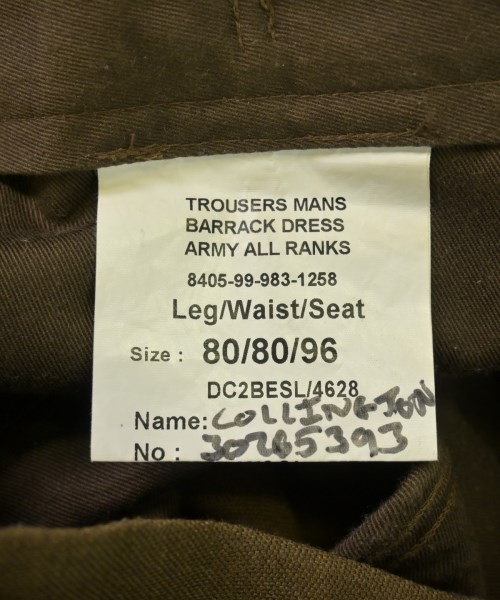 TROUSERS MANS
BARRACK DRESS
ARMY ALL RANKS
8405-99-983-1258
Leg/Waist/Seat
Size : 80/80/96
DC2BESL/4628
Name: COLLINGTON
No : 30265393